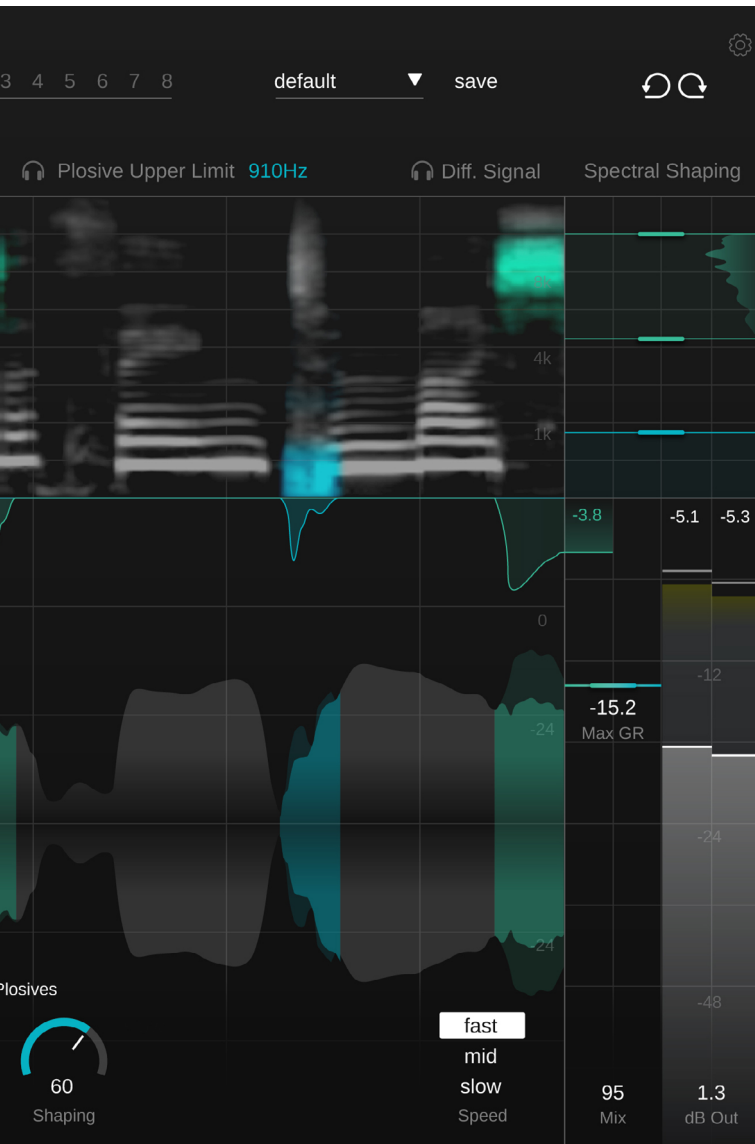 3 4 5 6 7 8
default
save
Plosive Upper Limit 910Hz
Diff. Signal
Spectral Shaping
8k
4k
1k
-3.8
-5.1 -5.3
0
-12
-15.2
Max GR
-24
-24
-24
-48
Plosives
60
Shaping
fast
mid
slow
Speed
95
Mix
1.3
dB Out